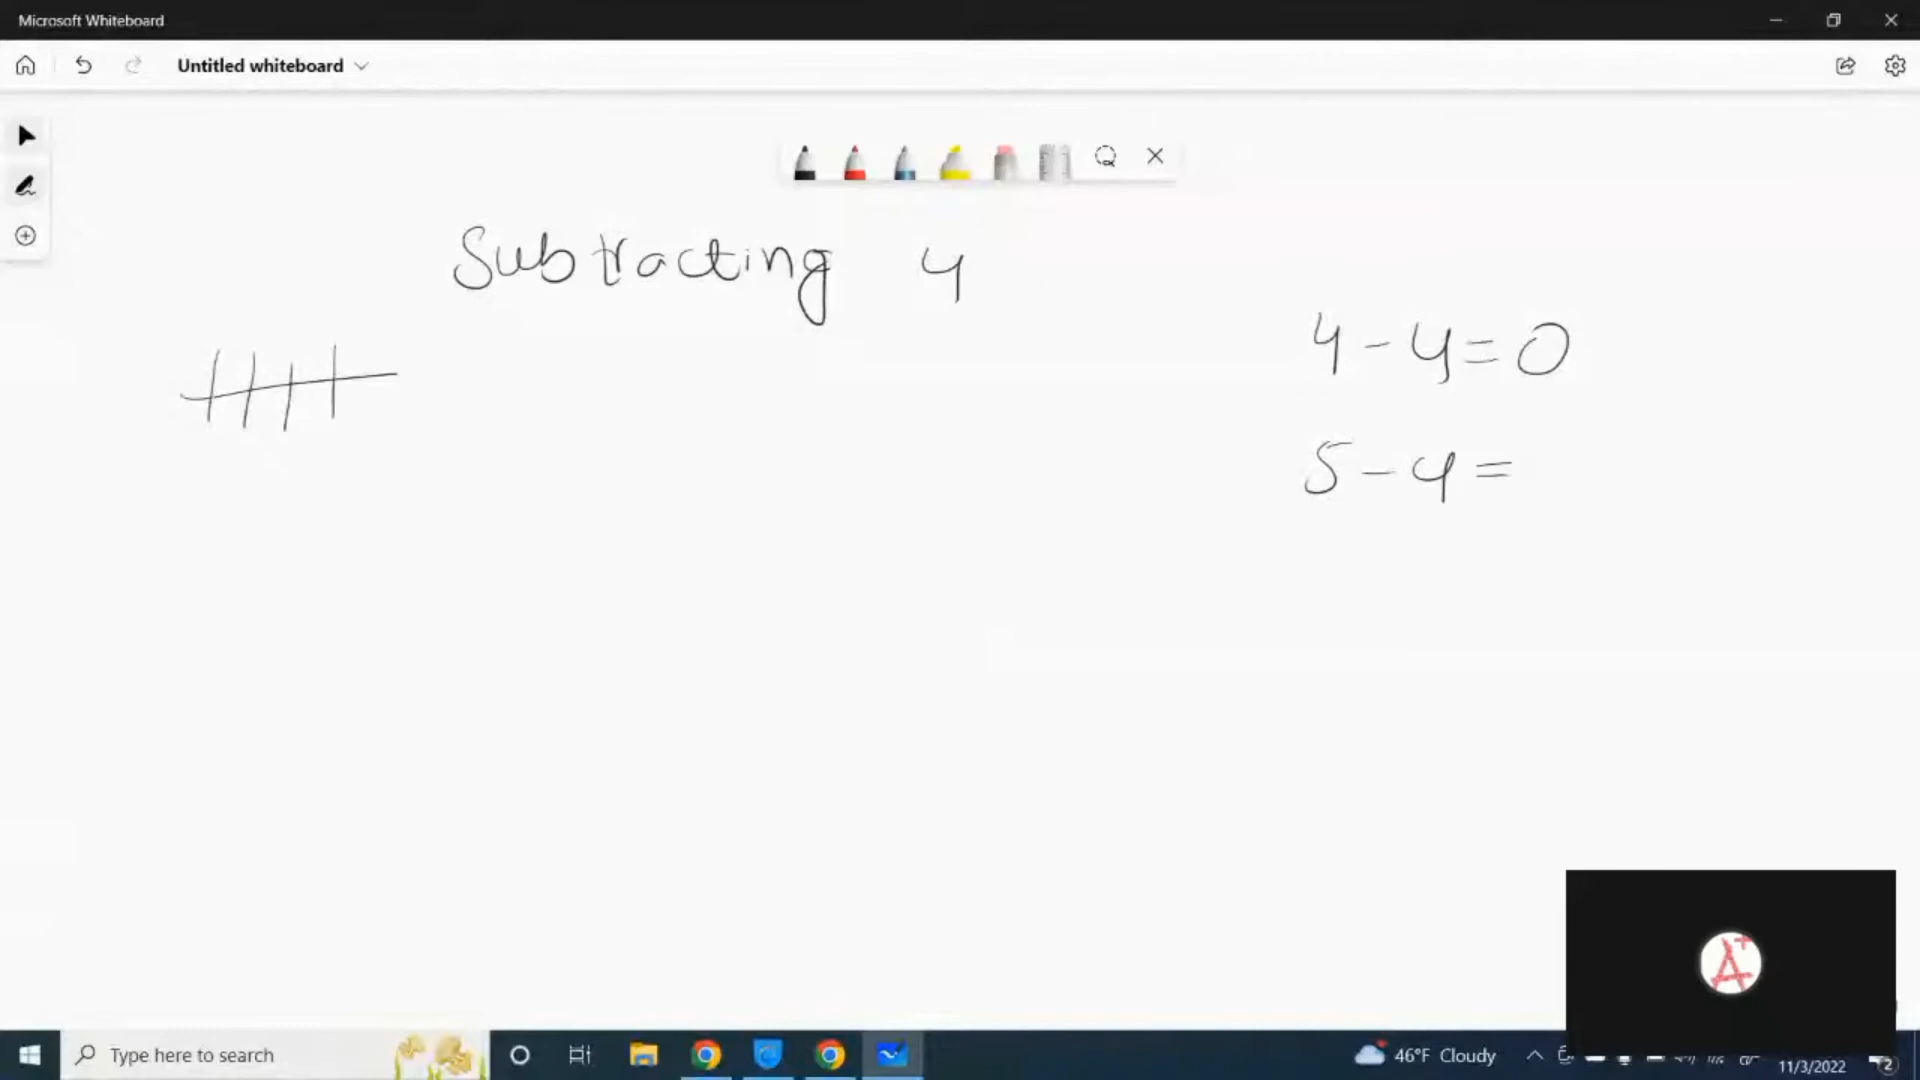 Microsoft Whiteboard
Untitled whiteboard
Subtracting 4
4-4=0
5-4=
A+
Type here to search
46°F Cloudy
11/3/2022
2